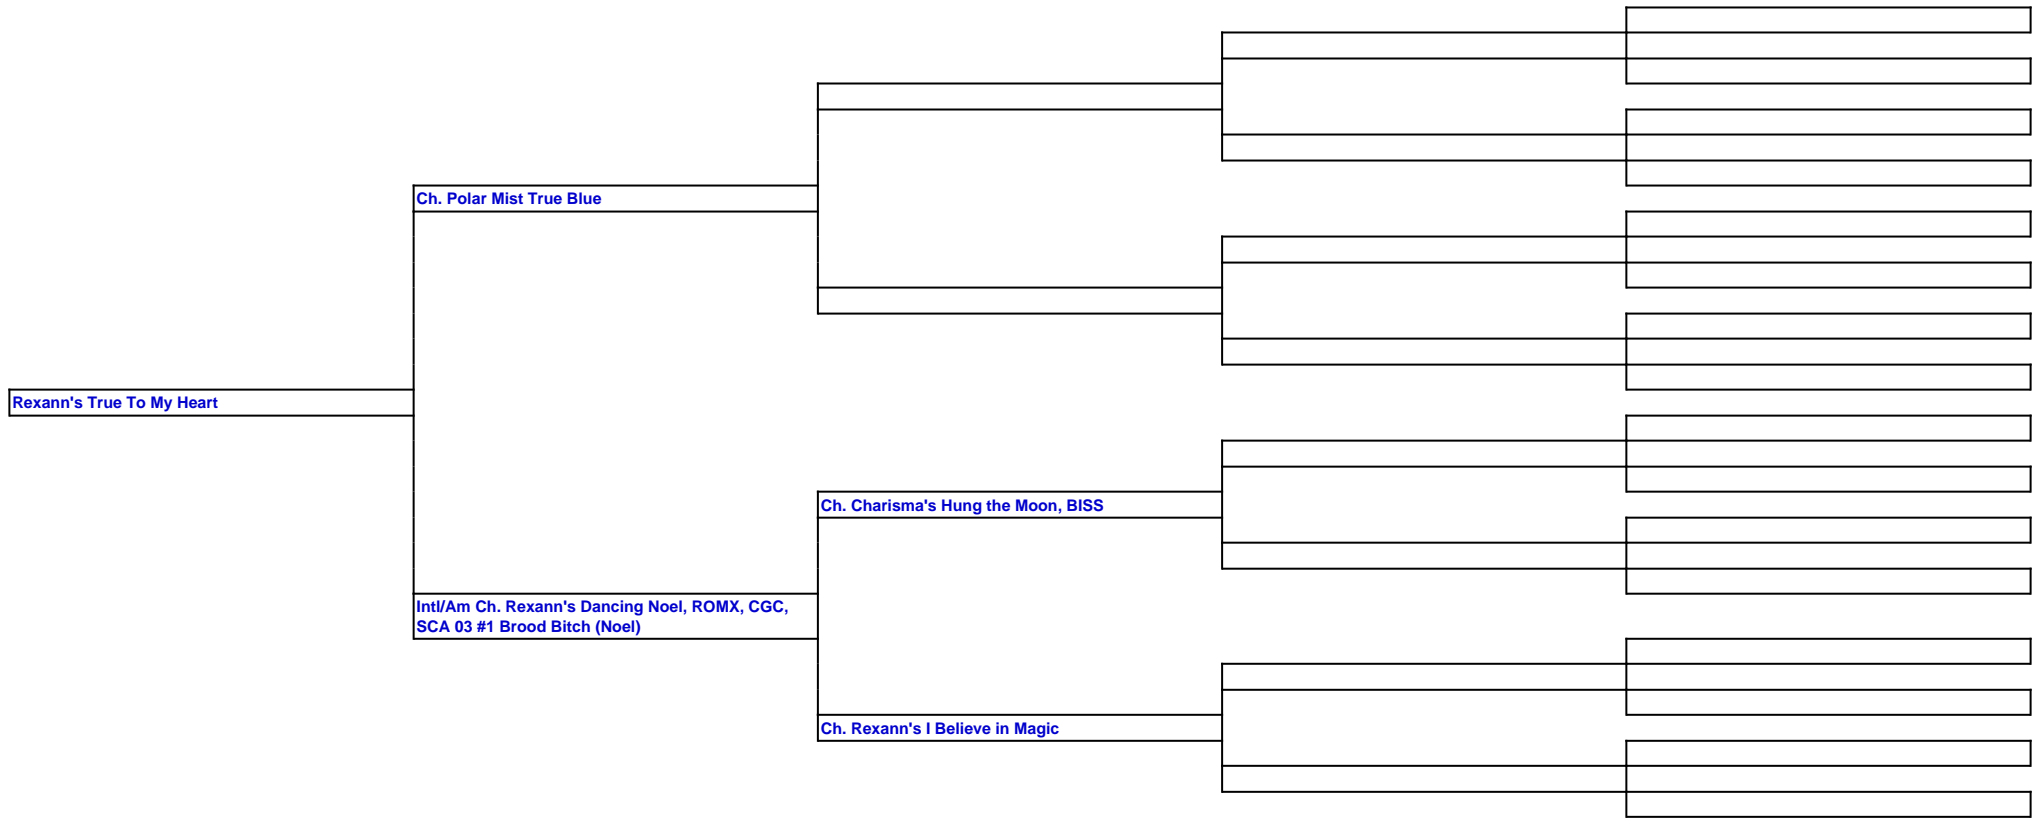 Ch. Polar Mist True Blue
Rexann's True To My Heart
Ch. Charisma's Hung the Moon, BISS
Intl/Am Ch. Rexann's Dancing Noel, ROMX, CGC,
SCA 03 #1 Brood Bitch (Noel)
Ch. Rexann's I Believe in Magic